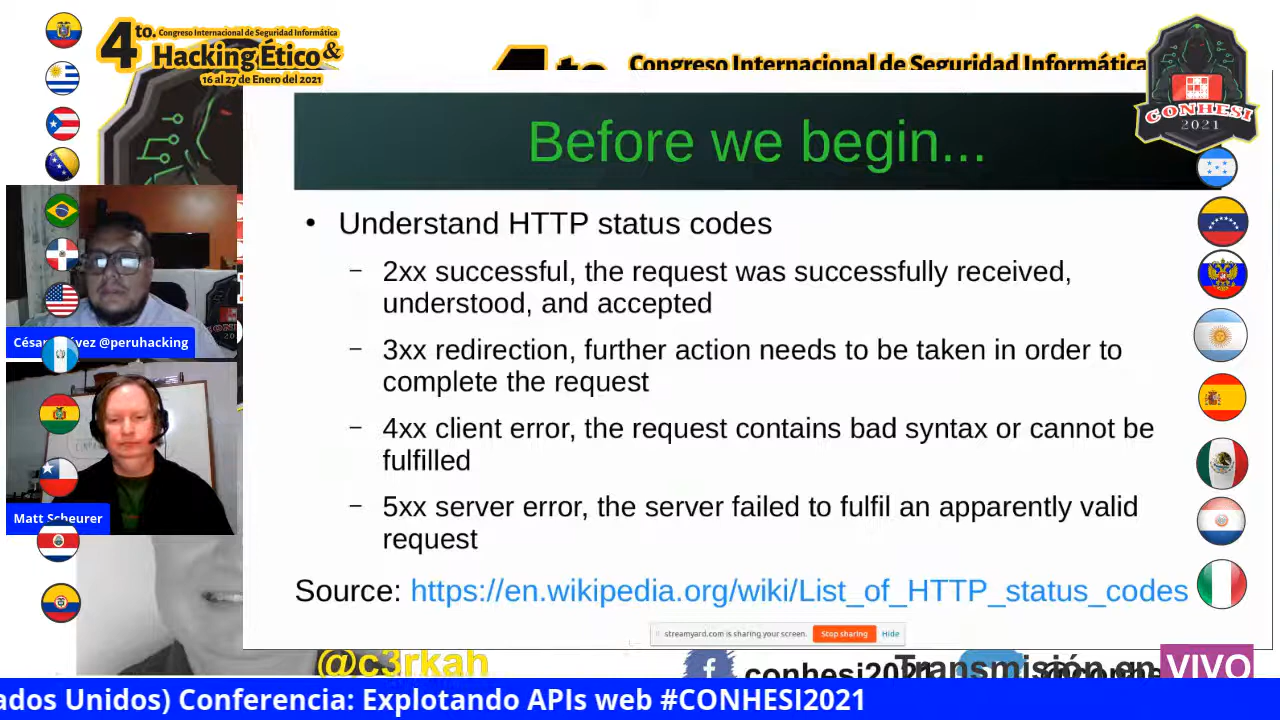 4to. Congreso Internacional de Seguridad Informática
Hacking Ético &
16 al 27 de Enero del 2021
4to. Congreso Internacional de Seguridad Informática
CONHESI
2021
Before we begin...
• Understand HTTP status codes
– 2xx successful, the request was successfully received,
understood, and accepted
– 3xx redirection, further action needs to be taken in order to
complete the request
– 4xx client error, the request contains bad syntax or cannot be
fulfilled
– 5xx server error, the server failed to fulfil an apparently valid
request
Source: https://en.wikipedia.org/wiki/List_of_HTTP_status_codes
streamyard.com is sharing your screen. Stop sharing Hide
@peruhacking
Matt Scheurer
@c3rkah
conhesi2021
Transmisión en VIVO
ados Unidos) Conferencia: Explotando APIs web #CONHESI2021